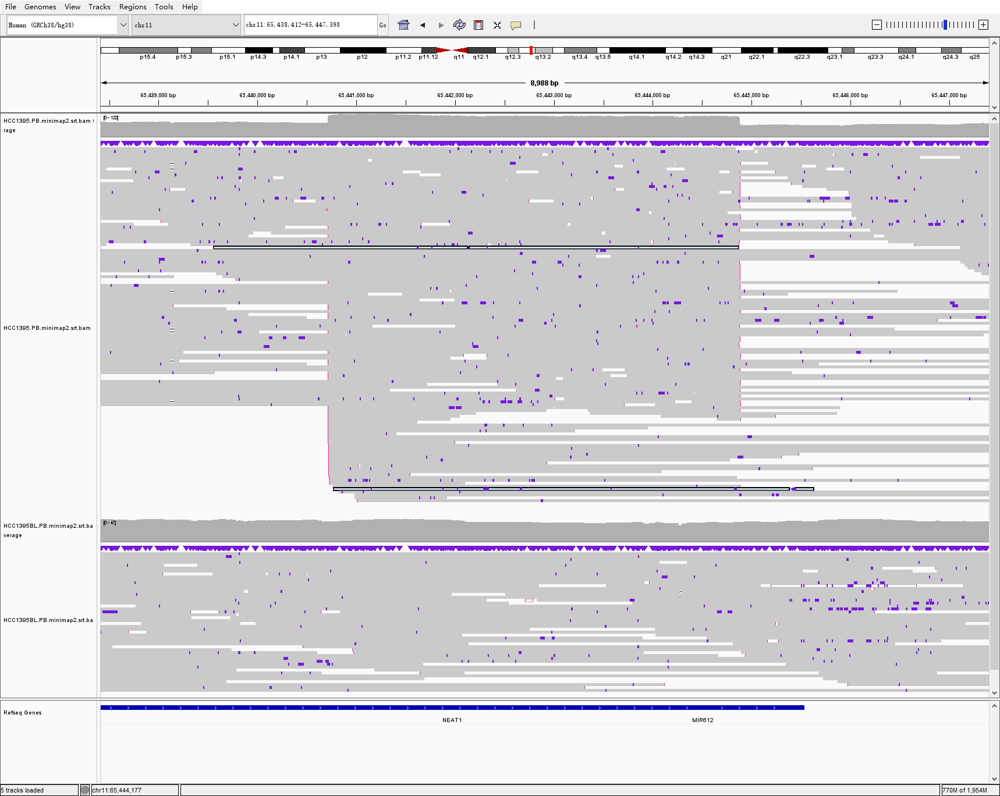 File Genomes View Tracks Regions Tools Help
Human (GRCh38/hg38) chr11 chr11:65,438,412-65,447,398 Go
p15.4 p15.3 p15.1 p14.3 p14.1 p13 p12 p11.2 p11.12 q11 q12.1 q12.3 q13.2 q13.4 q13.5 q14.1 q14.2 q14.3 q21 q22.1 q22.3 q23.1 q23.3 q24.1 q24.3 q25
8,988 bp
65,439,000 bp 65,440,000 bp 65,441,000 bp 65,442,000 bp 65,443,000 bp 65,444,000 bp 65,445,000 bp 65,446,000 bp 65,447,000 bp
HCC1395.PB.minimap2.srt.bam [0 - 122]
rage
HCC1395.PB.minimap2.srt.bam
HCC1395BL.PB.minimap2.srt.ba [0 - 47]
verage
HCC1395BL.PB.minimap2.srt.ba
Refseq Genes
NEAT1 MIR612
5 tracks loaded chr11:65,444,177 770M of 1,954M